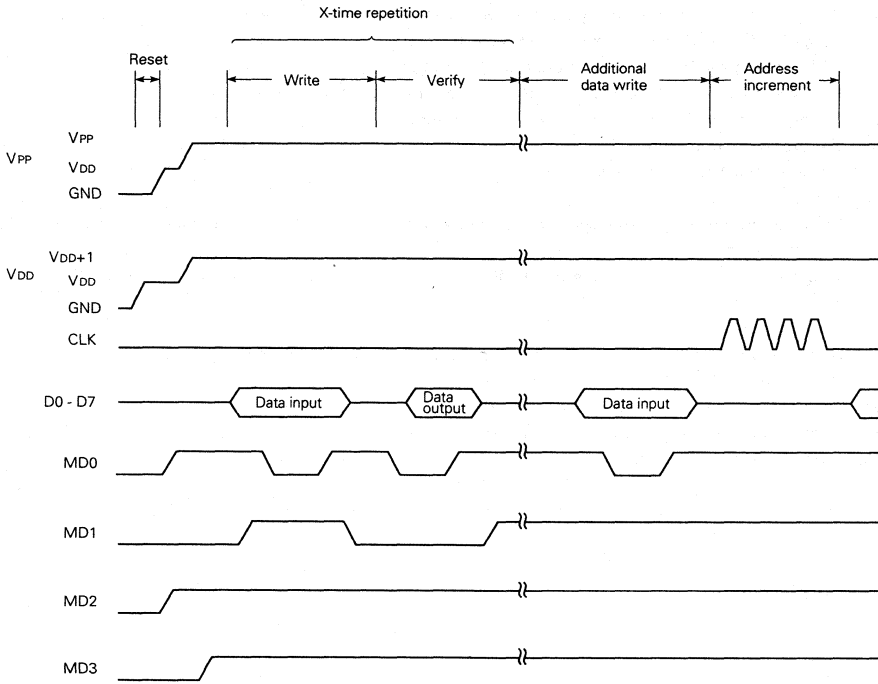 X-time repetition
Reset
Write
Verify
Additional
data write
Address
increment
VPP
VPP
VDD
GND
VDD+1
VDD
VDD
GND
CLK
D0 - D7
Data input
Data
output
Data input
MD0
MD1
MD2
MD3